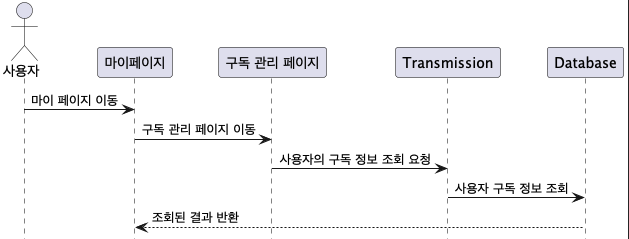 사용자
마이페이지
구독 관리 페이지
Transmission
Database
마이 페이지 이동
구독 관리 페이지 이동
사용자의 구독 정보 조회 요청
사용자 구독 정보 조회
조회된 결과 반환